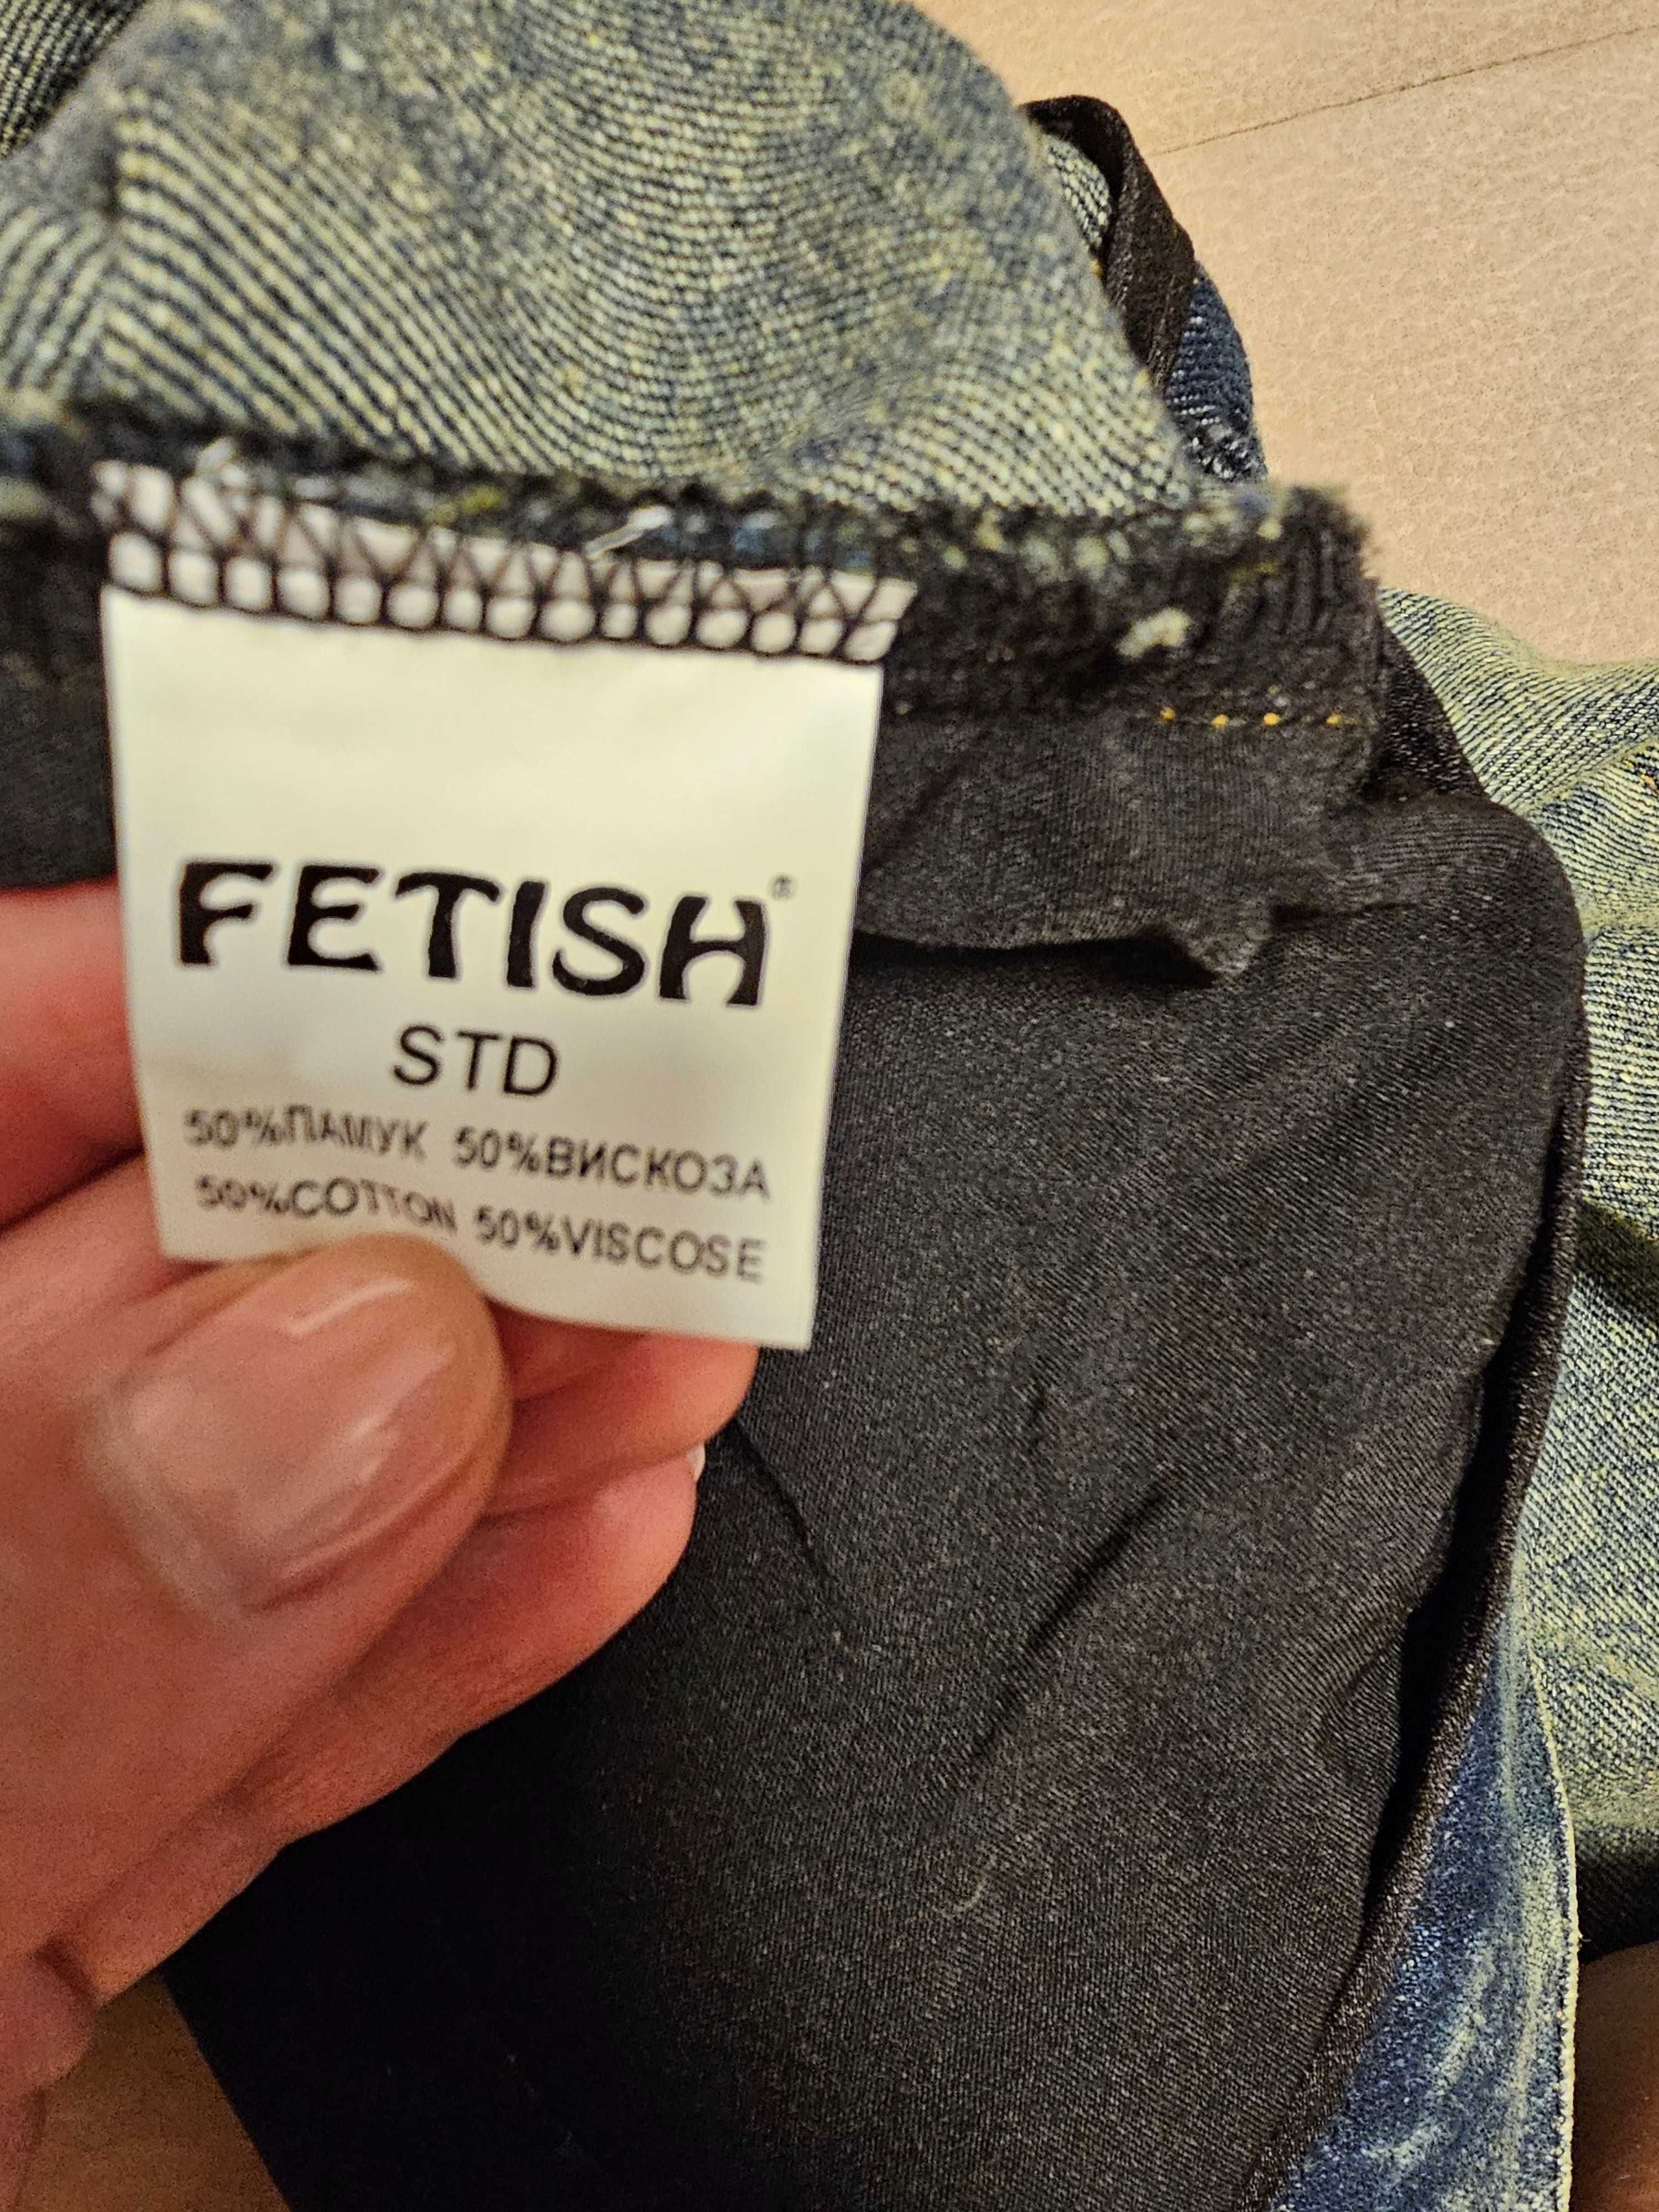 FETISH®
STD
50%ПАМУК 50%ВИСКОЗА
50%COTTON 50%VISCOSE